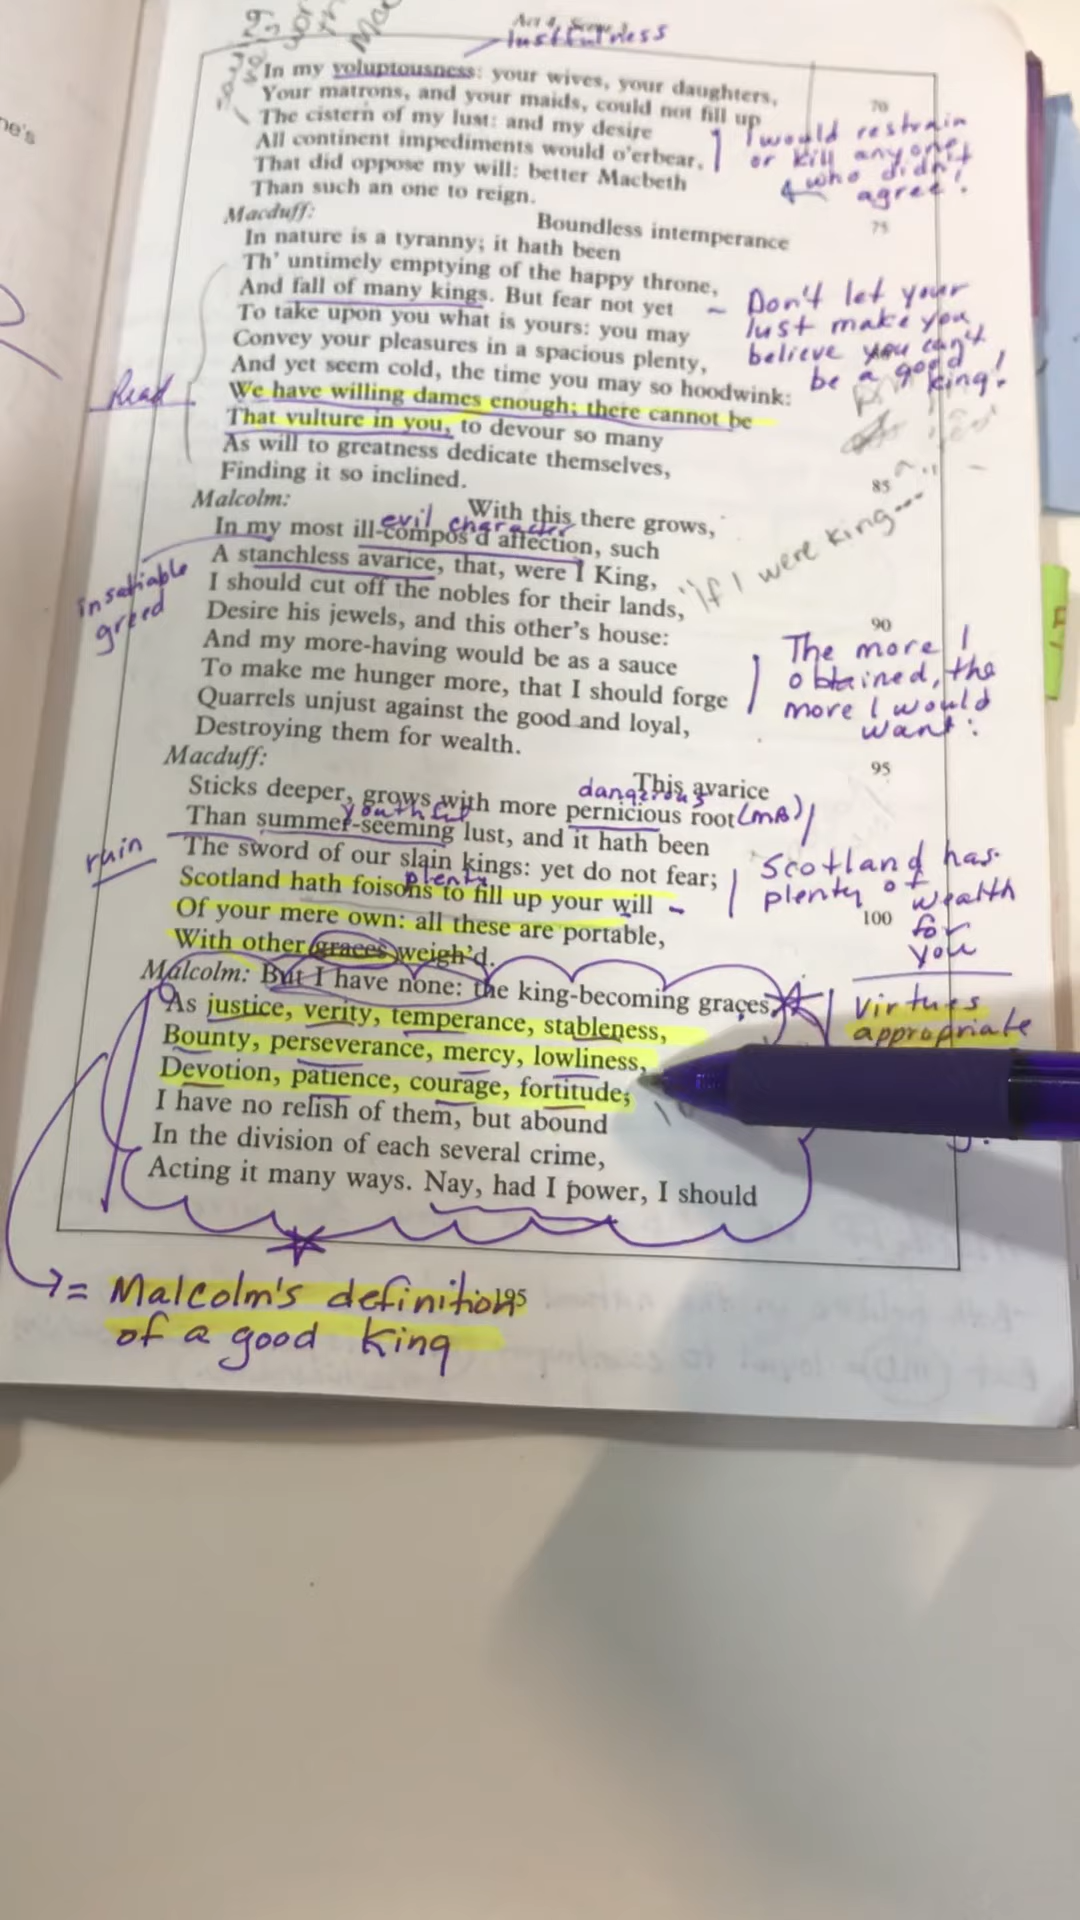 Act 4, Scene 3
lustfulness
In my voluptousness: your wives, your daughters,
Your matrons, and your maids, could not fill up
70
The cistern of my lust: and my desire
All continent impediments would o'erbear,
That did oppose my will: better Macbeth
Than such an one to reign.
I would restrain
or kill anyone
who didn't
agree!
Macduff:
Boundless intemperance
75
In nature is a tyranny; it hath been
Th' untimely emptying of the happy throne,
And fall of many kings. But fear not yet
To take upon you what is yours: you may
Convey your pleasures in a spacious plenty,
And yet seem cold, the time you may so hoodwink:
We have willing dames enough; there cannot be
That vulture in you, to devour so many
As will to greatness dedicate themselves,
Finding it so inclined.
Don't let your
lust make you
believe you can't
be a good
king!
Read
Malcolm:
With this there grows,
85
evil character
In my most ill-compos'd affection, such
A stanchless avarice, that, were I King,
I should cut off the nobles for their lands,
Desire his jewels, and this other's house:
90
And my more-having would be as a sauce
To make me hunger more, that I should forge
Quarrels unjust against the good and loyal,
Destroying them for wealth.
insatiable
greed
"if I were king...
The more I
obtained, the
more I would
want!
Macduff:
This avarice
95
dangerous
Sticks deeper, grows with more pernicious root (MB)
youthful
Than summer-seeming lust, and it hath been
The sword of our slain kings: yet do not fear;
plenty
Scotland hath foisons to fill up your will
Of your mere own: all these are portable,
100
With other graces weigh'd.
ruin
Scotland has
plenty of
wealth
for
you
Malcolm: But I have none: the king-becoming graces,
As justice, verity, temperance, stableness,
Bounty, perseverance, mercy, lowliness,
Devotion, patience, courage, fortitude;
I have no relish of them, but abound
In the division of each several crime,
Acting it many ways. Nay, had I power, I should
Virtues
appropriate
195
= Malcolm's definition
of a good king